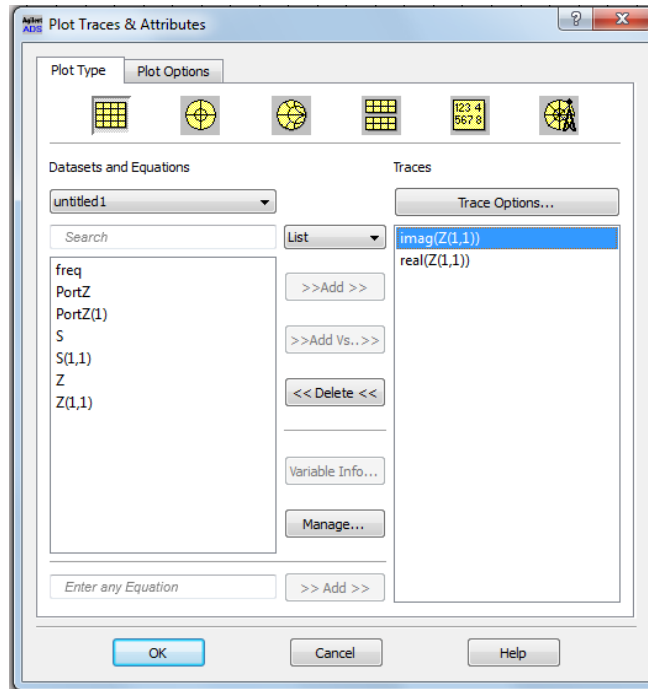 Agilent
ADS
Plot Traces & Attributes
?
X
Plot Type
Plot Options
123 4
567 8
Datasets and Equations
Traces
untitled1
Trace Options...
Search
List
imag(Z(1,1))
real(Z(1,1))
freq
PortZ
PortZ(1)
S
S(1,1)
Z
Z(1,1)
>>Add >>
>>Add Vs..>>
<< Delete <<
Variable Info...
Manage...
Enter any Equation
>> Add >>
OK
Cancel
Help